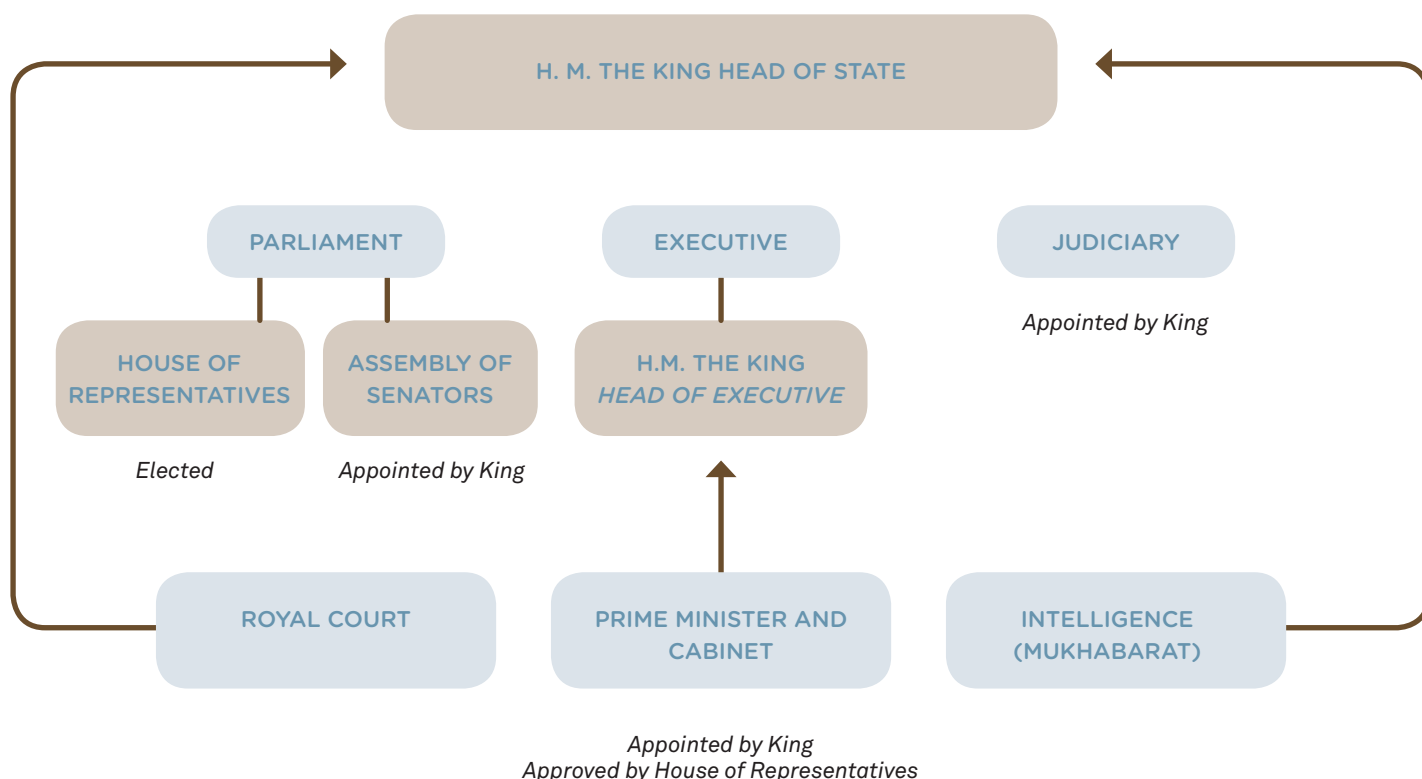 H. M. THE KING HEAD OF STATE
PARLIAMENT
EXECUTIVE
JUDICIARY
Appointed by King
HOUSE OF
REPRESENTATIVES
ASSEMBLY OF
SENATORS
H.M. THE KING
HEAD OF EXECUTIVE
Elected
Appointed by King
ROYAL COURT
PRIME MINISTER AND
CABINET
INTELLIGENCE
(MUKHABARAT)
Appointed by King
Approved by House of Representatives